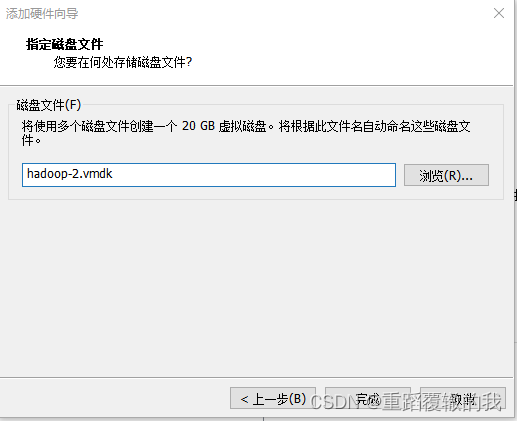 添加硬件向导
指定磁盘文件
您要在何处存储磁盘文件?
磁盘文件(F)
将使用多个磁盘文件创建一个 20 GB 虚拟磁盘。将根据此文件名自动命名这些磁盘文
件。
hadoop-2.vmdk
浏览(R)...
< 上一步(B)
完成
取消
CSDN @重蹈覆辙的我